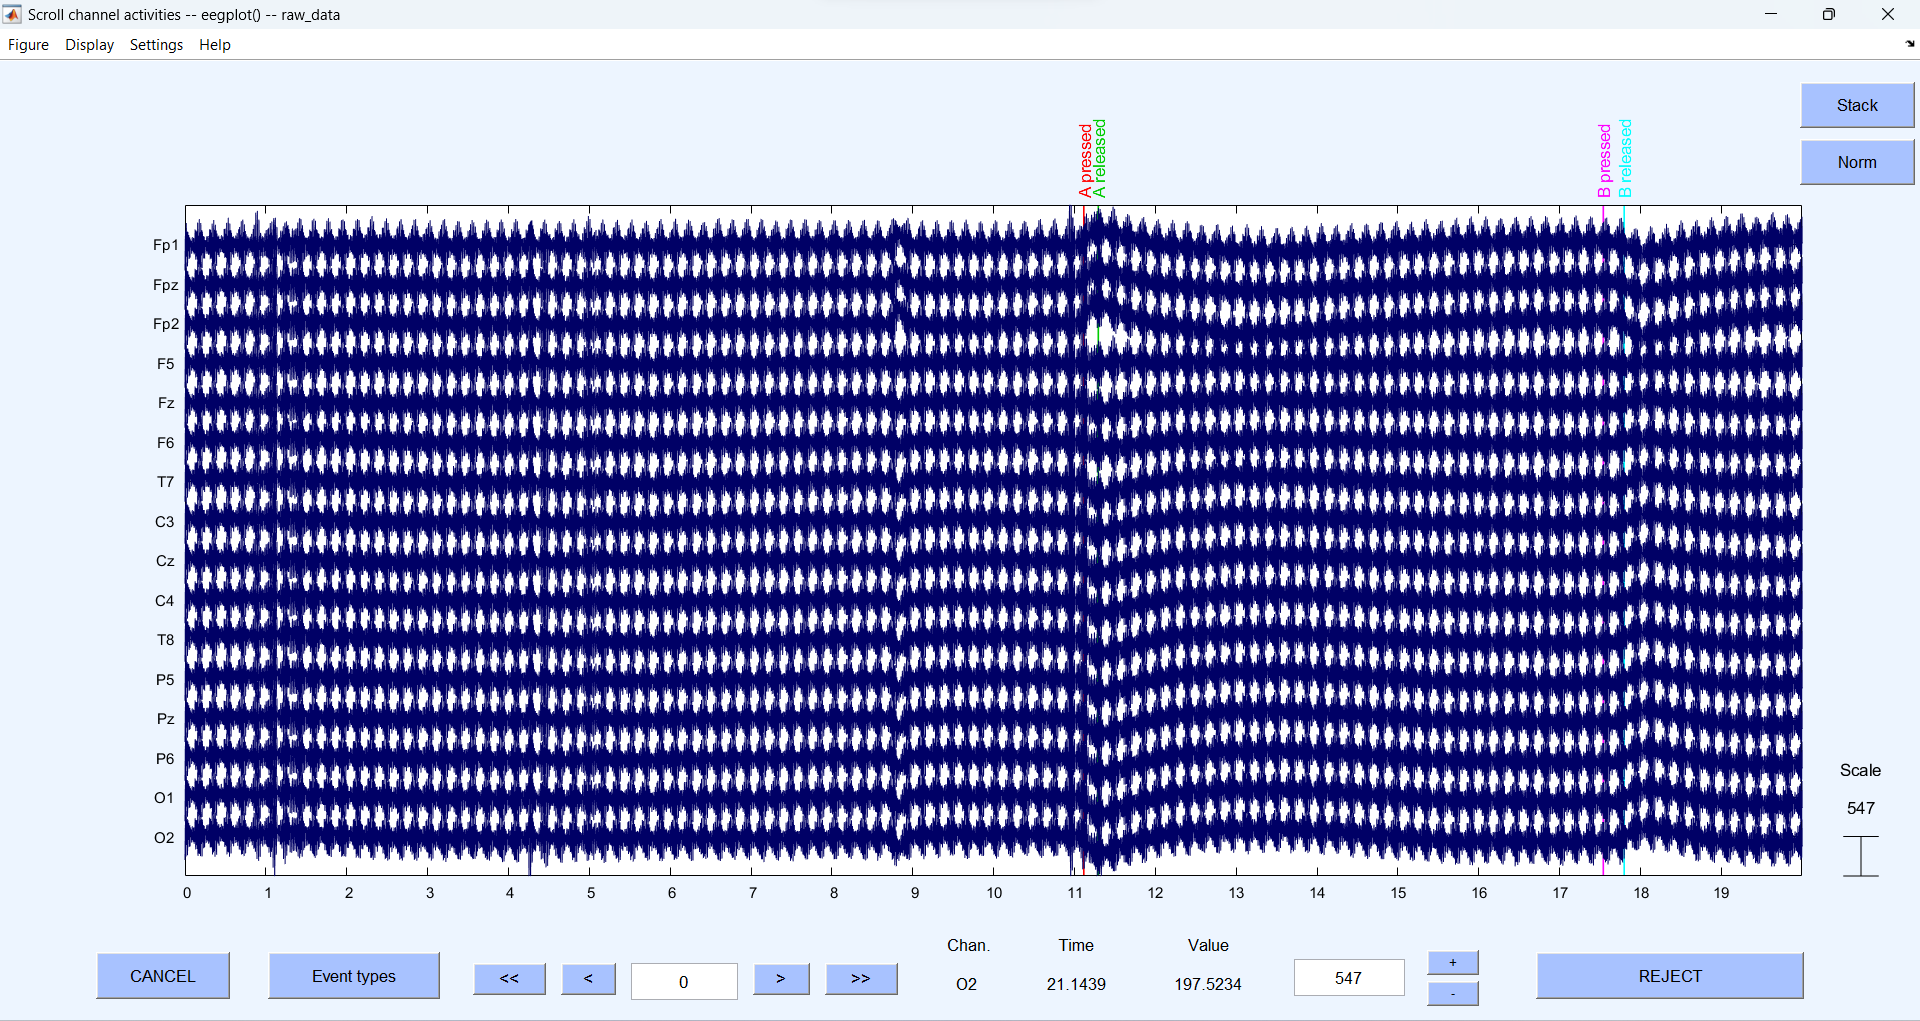 Scroll channel activities -- eegplot() -- raw_data
Figure Display Settings Help
Stack
Norm
A pressed
A released
B pressed
B released
Fp1
Fpz
Fp2
F5
Fz
F6
T7
C3
Cz
C4
T8
P5
Pz
P6
O1
O2
0 1 2 3 4 5 6 7 8 9 10 11 12 13 14 15 16 17 18 19
Scale
547
Chan. Time Value
O2 21.1439 197.5234
CANCEL
Event types
<< < 0 > >>
547
+
-
REJECT